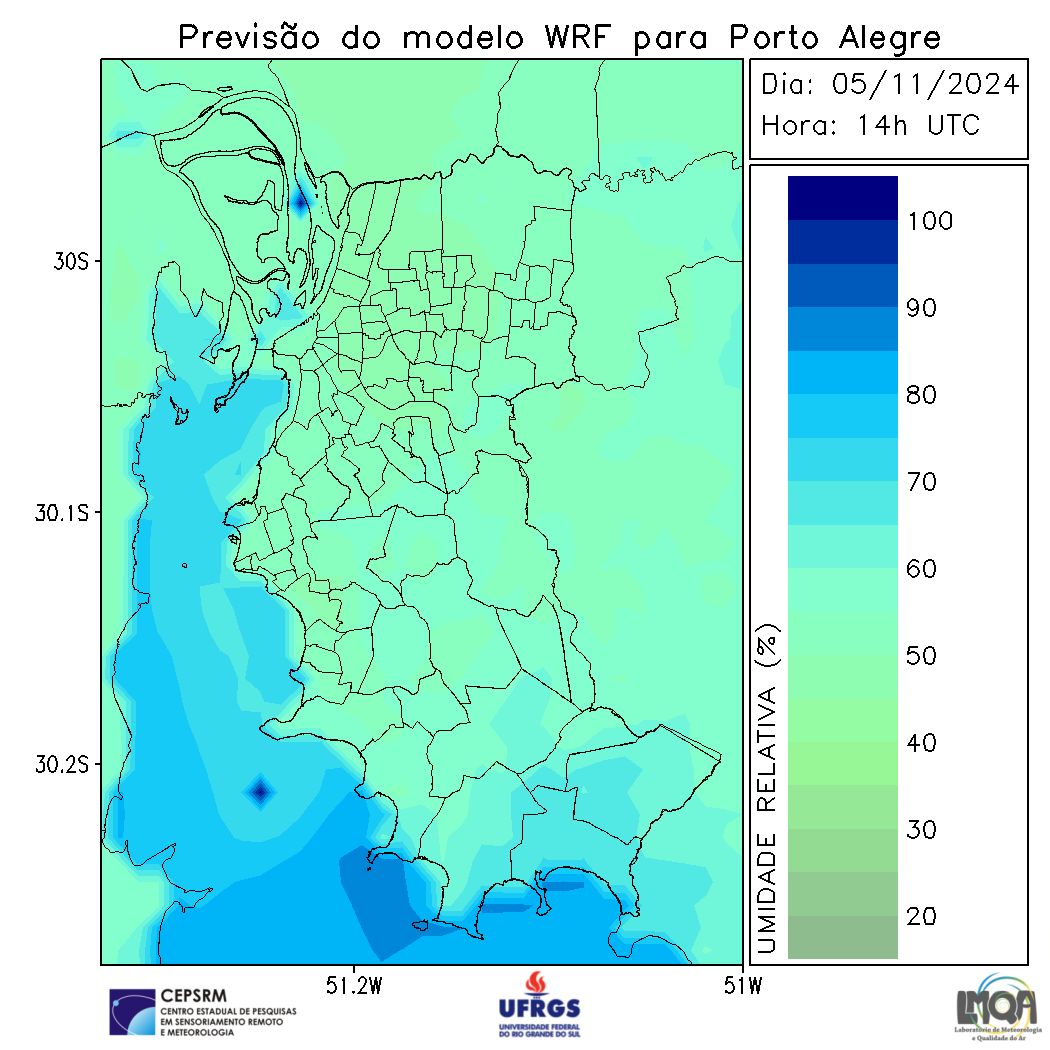 Previsão do modelo WRF para Porto Alegre
Dia: 05/11/2024
Hora: 14h UTC
100
90
80
70
60
50
40
30
20
UMIDADE RELATIVA (%)
30S
30.1S
30.2S
51.2W
51W
CEPSRM
CENTRO ESTADUAL DE PESQUISAS
EM SENSORIAMENTO REMOTO
E METEOROLOGIA
UFRGS
UNIVERSIDADE FEDERAL
DO RIO GRANDE DO SUL
LMQA
Laboratório de Meteorologia
e Qualidade do Ar